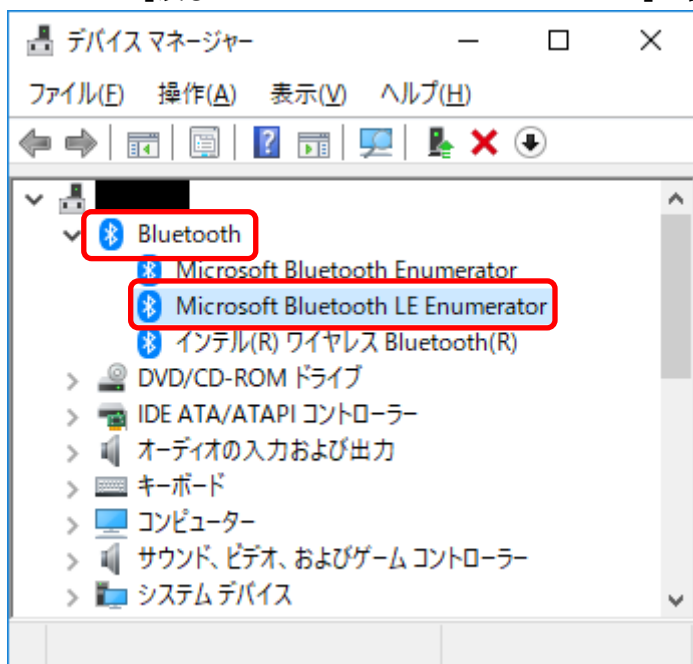 デバイス マネージャー
ファイル(F) 操作(A) 表示(V) ヘルプ(H)
Bluetooth
Microsoft Bluetooth Enumerator
Microsoft Bluetooth LE Enumerator
インテル(R) ワイヤレス Bluetooth(R)
DVD/CD-ROM ドライブ
IDE ATA/ATAPI コントローラー
オーディオの入力および出力
キーボード
コンピューター
サウンド、ビデオ、およびゲーム コントローラー
システム デバイス